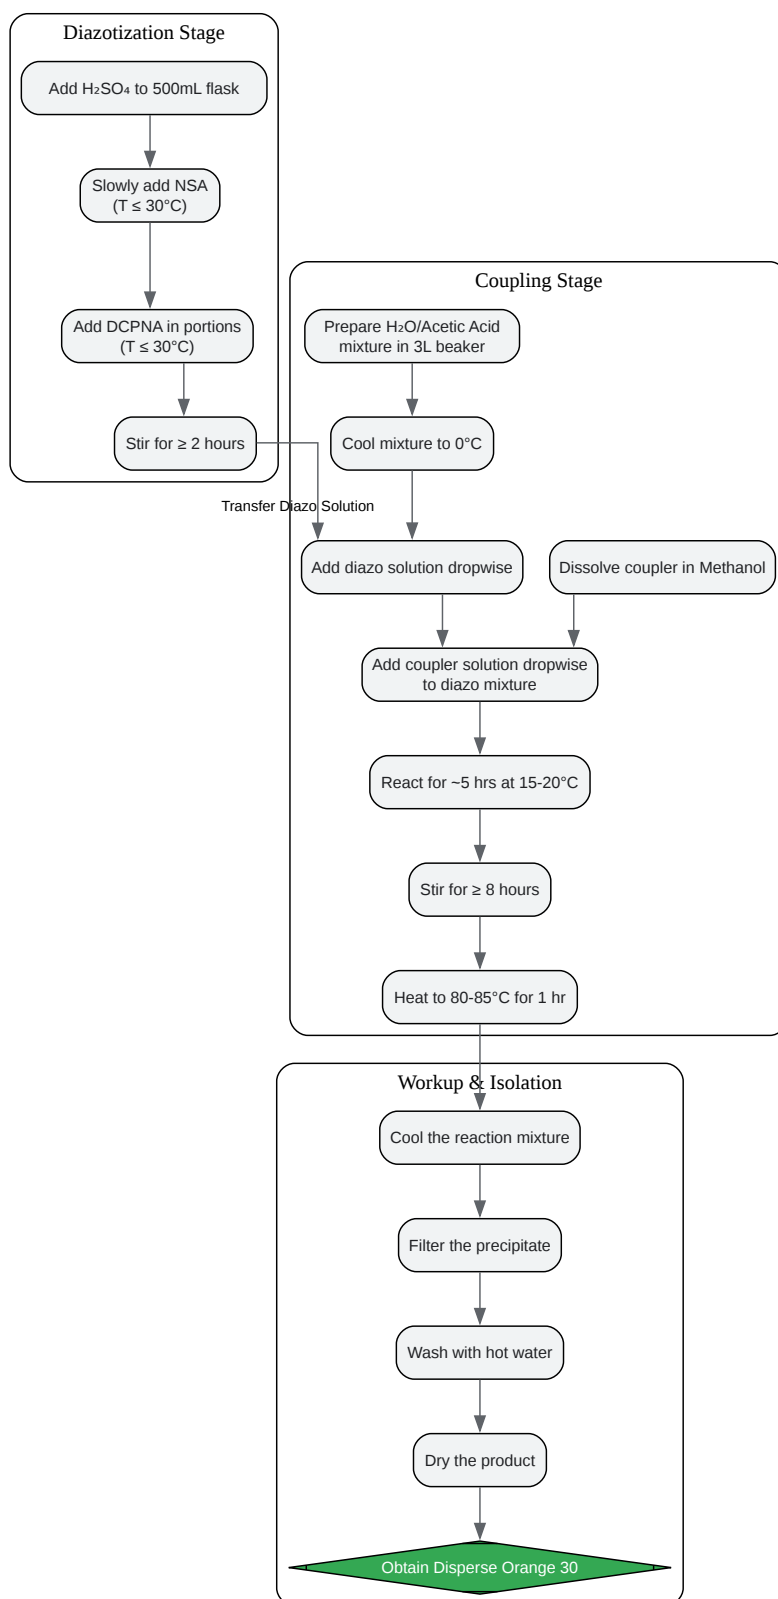 Diazotization Stage
Add H₂SO₄ to 500mL flask
Slowly add NSA
(T ≤ 30°C)
Add DCPNA in portions
(T ≤ 30°C)
Stir for ≥ 2 hours
Transfer Diazo Solution
Coupling Stage
Prepare H₂O/Acetic Acid
mixture in 3L beaker
Cool mixture to 0°C
Add diazo solution dropwise
Dissolve coupler in Methanol
Add coupler solution dropwise
to diazo mixture
React for ~5 hrs at 15-20°C
Stir for ≥ 8 hours
Heat to 80-85°C for 1 hr
Workup & Isolation
Cool the reaction mixture
Filter the precipitate
Wash with hot water
Dry the product
Obtain Disperse Orange 30